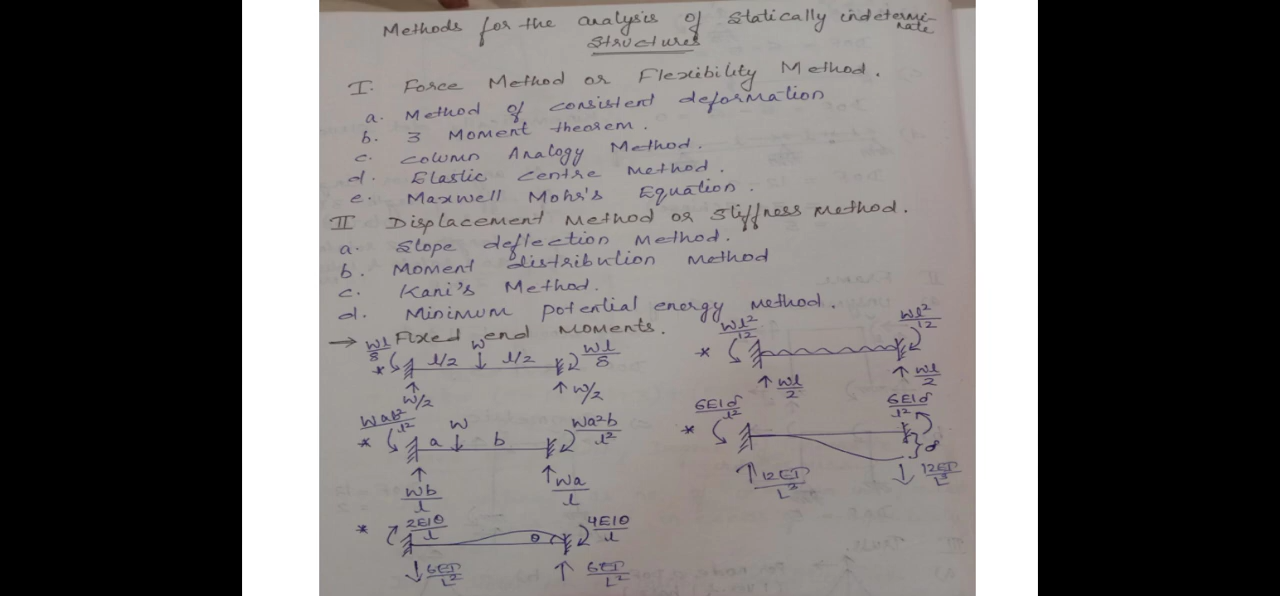 Methods for the analysis of statically indeterminate
structures
I. Force Method or Flexibility Method.
a. Method of consistent deformation
b. 3 Moment theorem.
c. Column Analogy Method.
d. Elastic centre method.
e. Maxwell Mohr's Equation.
II Displacement Method or stiffness method.
a. Slope deflection Method.
b. Moment distribution method
c. Kani's Method.
d. Minimum potential energy method.
→ Fixed end Moments.
* Wl/8 l/2 W l/2 Wl/8
W/2 W/2
* Wab²/l² a W b Wa²b/l²
Wb/l Wa/l
* 2EIθ/l θ 4EIθ/l
6EI/L² 6EI/L²
* Wl²/12 Wl²/12
Wl/2 Wl/2
* 6EIδ/l² 6EIδ/l²
δ
12EI/L³ 12EI/L³